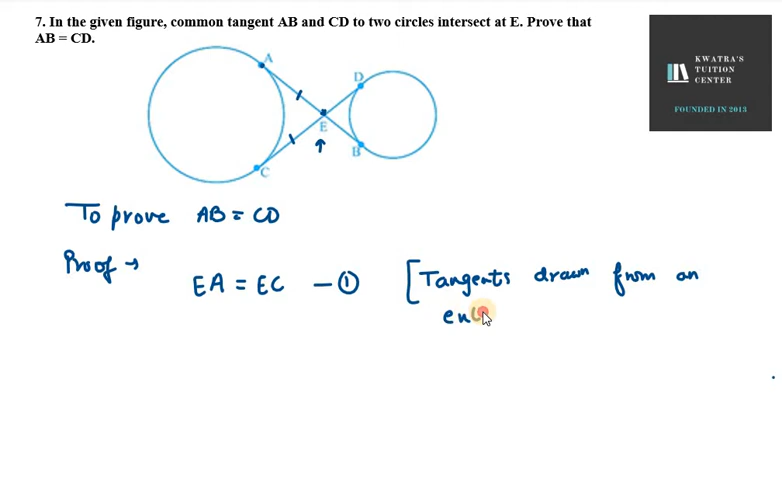 7. In the given figure, common tangent AB and CD to two circles intersect at E. Prove that
AB = CD.
KWATRA'S
TUITION
CENTER
FOUNDED IN 2013
A
D
E
B
C
To prove AB = CD
Proof →
EA = EC — ① [Tangents drawn from an